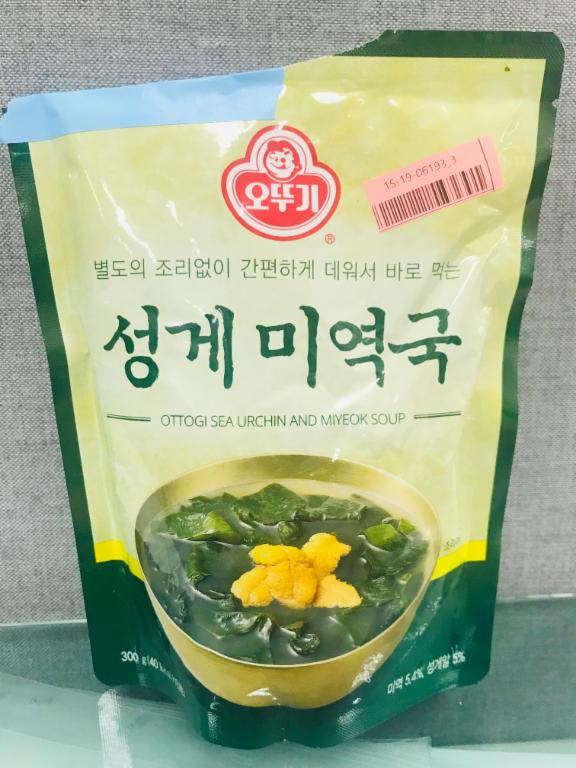 오뚜기
®
15-19-06193_3
별도의 조리없이 간편하게 데워서 바로 먹는
성게 미역국
OTTOGI SEA URCHIN AND MIYEOK SOUP
300 g (40
미역 5.4%, 성게알 5%